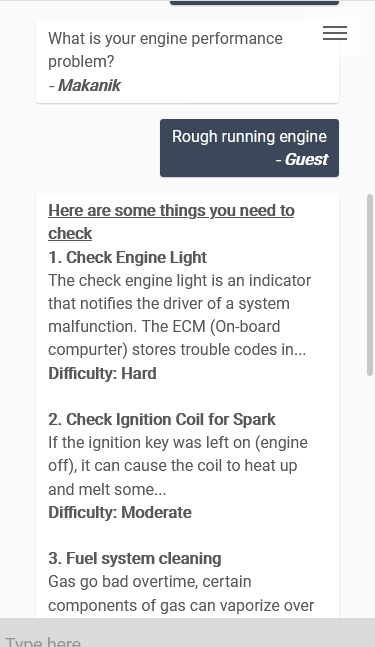 What is your engine performance
problem?
- Makanik
Rough running engine
- Guest
Here are some things you need to
check
1. Check Engine Light
The check engine light is an indicator
that notifies the driver of a system
malfunction. The ECM (On-board
compurter) stores trouble codes in...
Difficulty: Hard
2. Check Ignition Coil for Spark
If the ignition key was left on (engine
off), it can cause the coil to heat up
and melt some...
Difficulty: Moderate
3. Fuel system cleaning
Gas go bad overtime, certain
components of gas can vaporize over
Type here